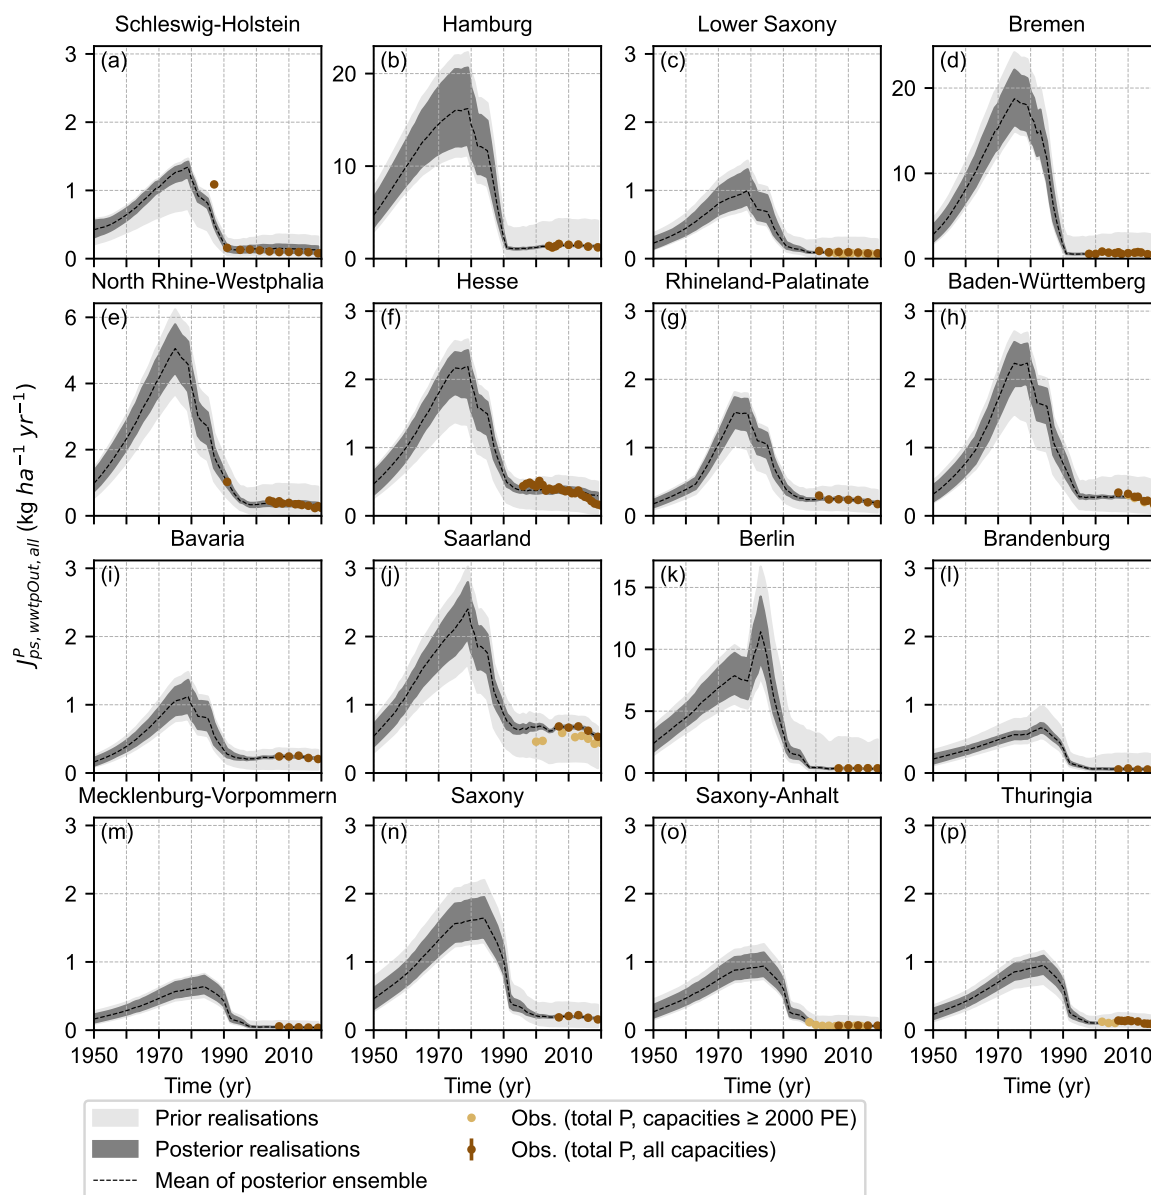 Schleswig-Holstein Hamburg Lower Saxony Bremen
(a) (b) (c) (d)
3 20 3 20
2 2
10 10
1 1
0 0 0 0
North Rhine-Westphalia Hesse Rhineland-Palatinate Baden-Württemberg
(e) (f) (g) (h)
6 3 3 3
4 2 2 2
2 1 1 1
0 0 0 0
J^P_{ps, wwtpOut, all} (kg ha⁻¹ yr⁻¹)
Bavaria Saarland Berlin Brandenburg
(i) (j) (k) (l)
3 3 15 3
2 2 10 2
1 1 5 1
0 0 0 0
Mecklenburg-Vorpommern Saxony Saxony-Anhalt Thuringia
(m) (n) (o) (p)
3 3 3 3
2 2 2 2
1 1 1 1
0 0 0 0
1950 1970 1990 2010 1950 1970 1990 2010 1950 1970 1990 2010 1950 1970 1990 2010
Time (yr) Time (yr) Time (yr) Time (yr)
Prior realisations
Posterior realisations
Mean of posterior ensemble
Obs. (total P, capacities ≥ 2000 PE)
Obs. (total P, all capacities)